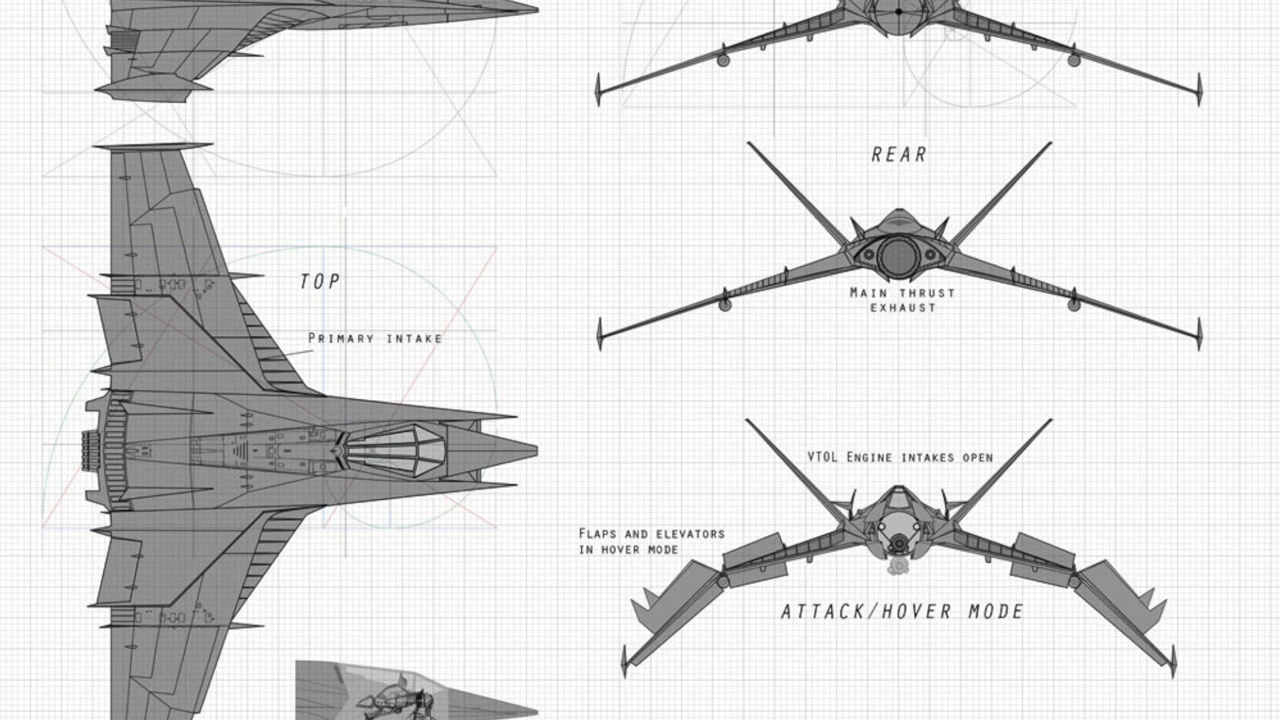 REAR
TOP
MAIN THRUST
EXHAUST
PRIMARY INTAKE
VTOL ENGINE INTAKES OPEN
FLAPS AND ELEVATORS
IN HOVER MODE
ATTACK/HOVER MODE